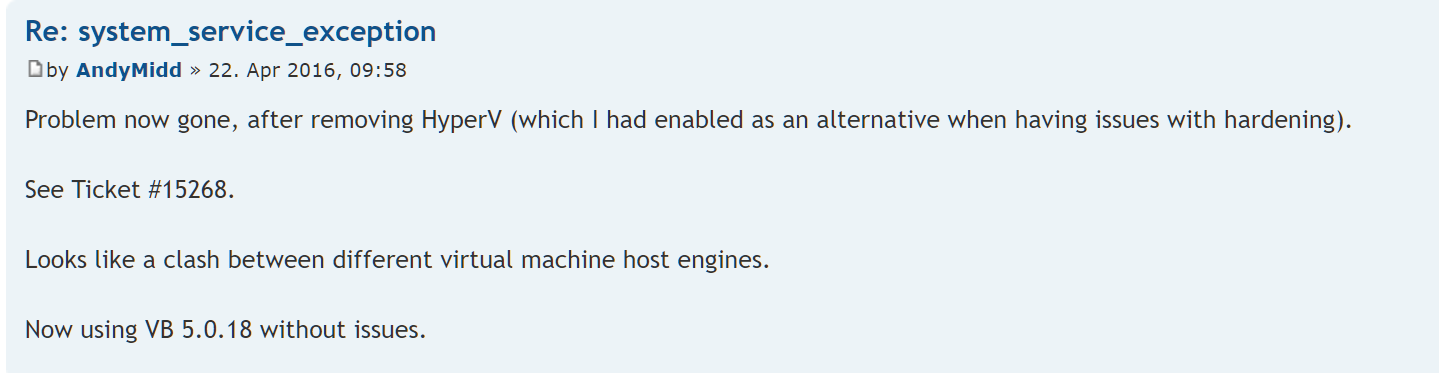 Re: system_service_exception
by AndyMidd » 22. Apr 2016, 09:58
Problem now gone, after removing HyperV (which I had enabled as an alternative when having issues with hardening).
See Ticket #15268.
Looks like a clash between different virtual machine host engines.
Now using VB 5.0.18 without issues.